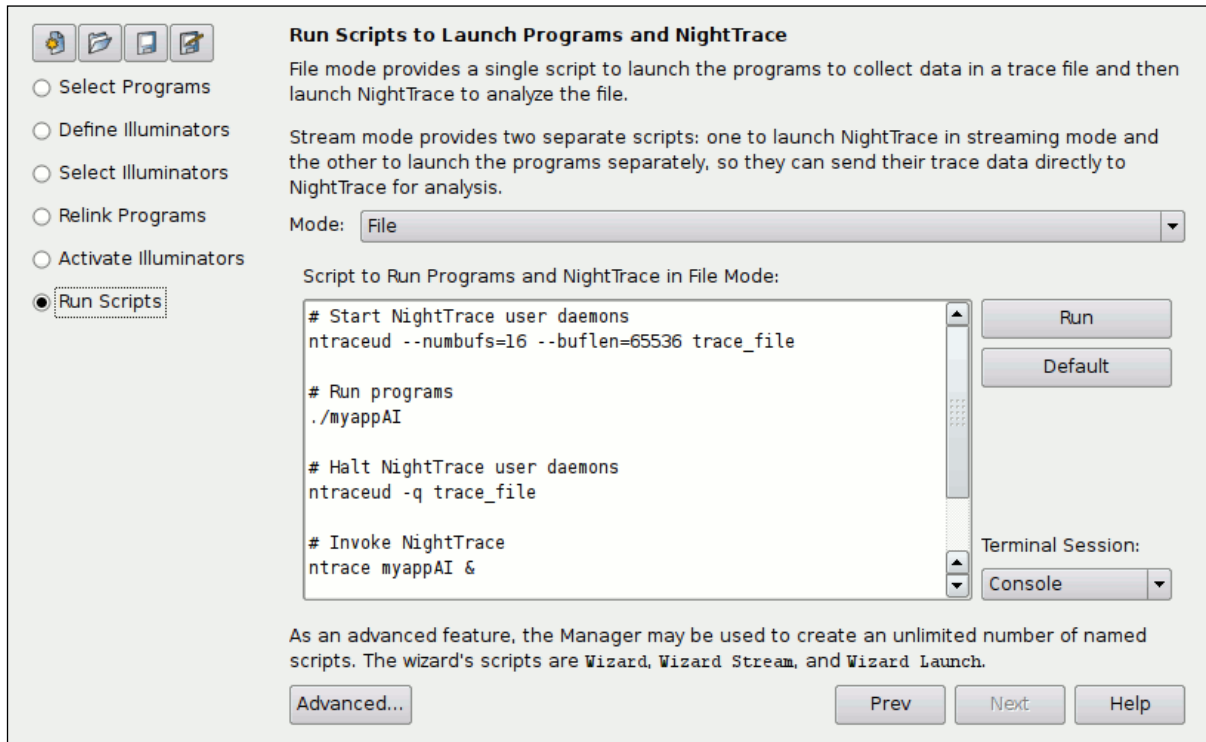 Run Scripts to Launch Programs and NightTrace
File mode provides a single script to launch the programs to collect data in a trace file and then
launch NightTrace to analyze the file.
Stream mode provides two separate scripts: one to launch NightTrace in streaming mode and
the other to launch the programs separately, so they can send their trace data directly to
NightTrace for analysis.
Select Programs
Define Illuminators
Select Illuminators
Relink Programs
Activate Illuminators
Run Scripts
Mode: File
Script to Run Programs and NightTrace in File Mode:
# Start NightTrace user daemons
ntraceud --numbufs=16 --buflen=65536 trace_file
# Run programs
./myappAI
# Halt NightTrace user daemons
ntraceud -q trace_file
# Invoke NightTrace
ntrace myappAI &
Run
Default
Terminal Session:
Console
As an advanced feature, the Manager may be used to create an unlimited number of named
scripts. The wizard's scripts are Wizard, Wizard Stream, and Wizard Launch.
Advanced... Prev Next Help